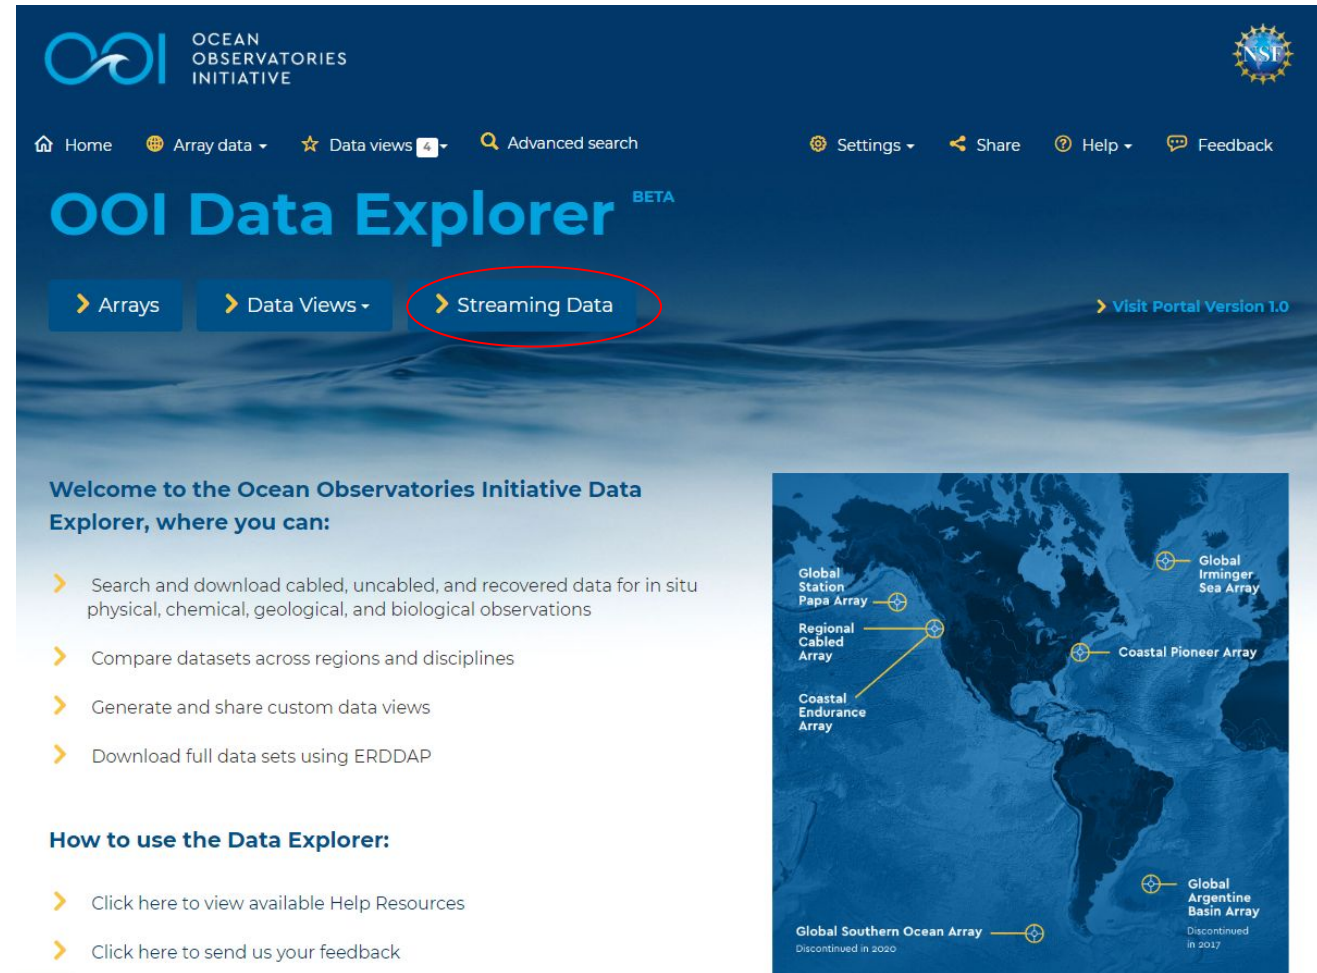 OOI
OCEAN
OBSERVATORIES
INITIATIVE
NSF
Home
Array data
Data views 4
Advanced search
Settings
Share
Help
Feedback
OOI Data Explorer BETA
Arrays
Data Views
Streaming Data
Visit Portal Version 1.0
Welcome to the Ocean Observatories Initiative Data
Explorer, where you can:
Search and download cabled, uncabled, and recovered data for in situ
physical, chemical, geological, and biological observations
Compare datasets across regions and disciplines
Generate and share custom data views
Download full data sets using ERDDAP
How to use the Data Explorer:
Click here to view available Help Resources
Click here to send us your feedback
Global
Station
Papa Array
Regional
Cabled
Array
Coastal
Endurance
Array
Global
Irminger
Sea Array
Coastal Pioneer Array
Global
Argentine
Basin Array
Discontinued
in 2017
Global Southern Ocean Array
Discontinued in 2020